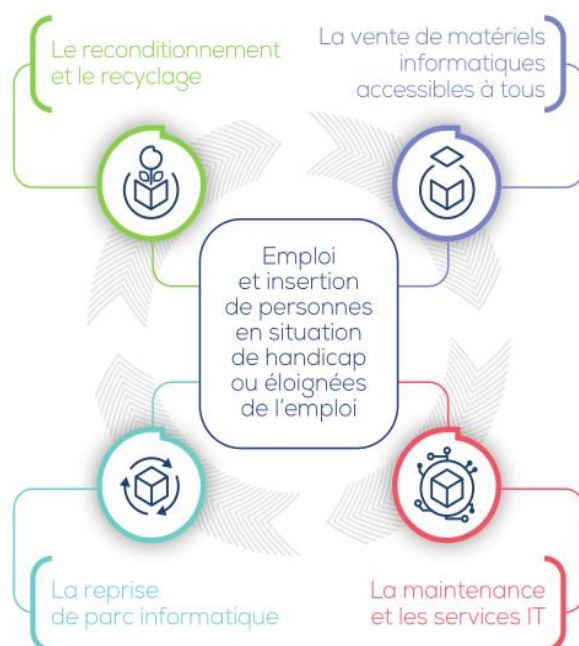 Le reconditionnement
et le recyclage
La vente de matériels
informatiques
accessibles à tous
Emploi
et insertion
de personnes
en situation
de handicap
ou éloignées
de l'emploi
La reprise
de parc informatique
La maintenance
et les services IT